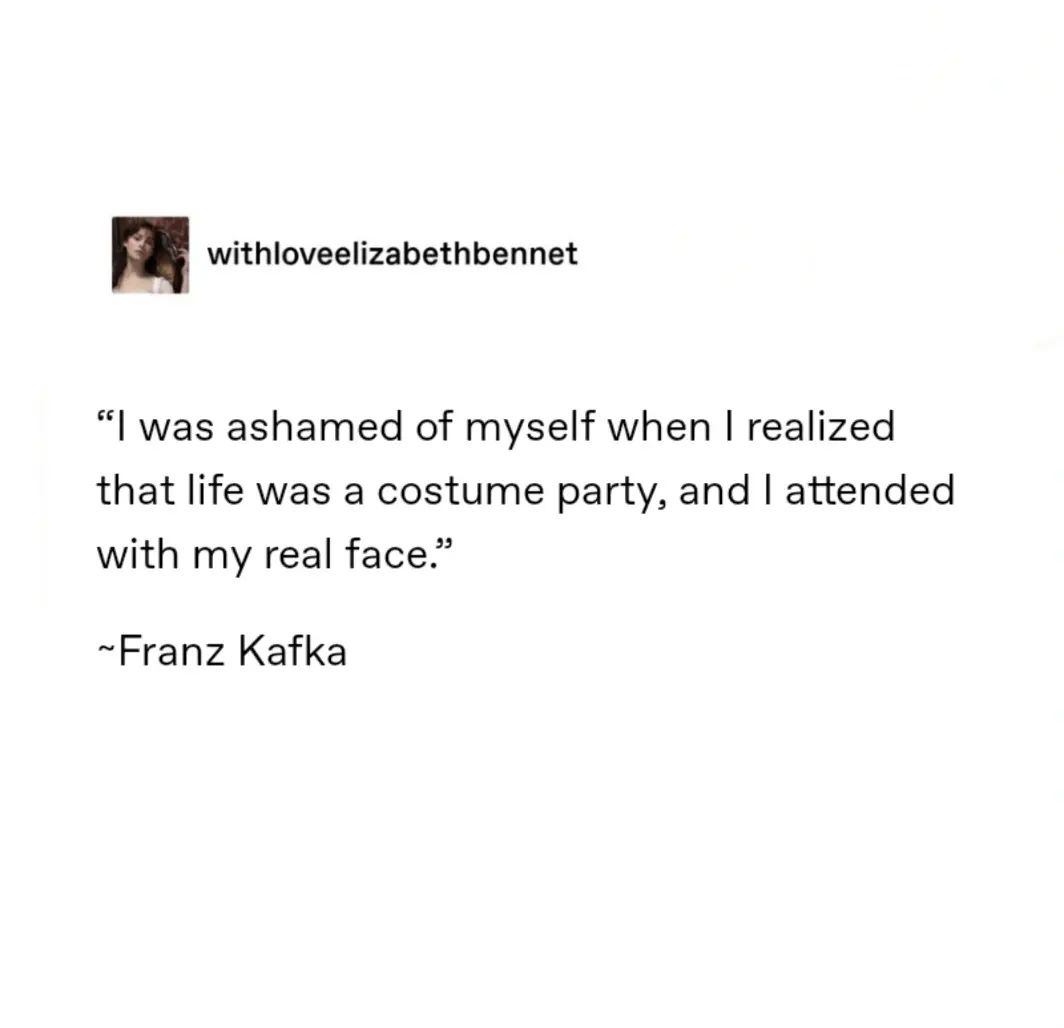 withloveelizabethbennet
“I was ashamed of myself when I realized
that life was a costume party, and I attended
with my real face.”
~Franz Kafka